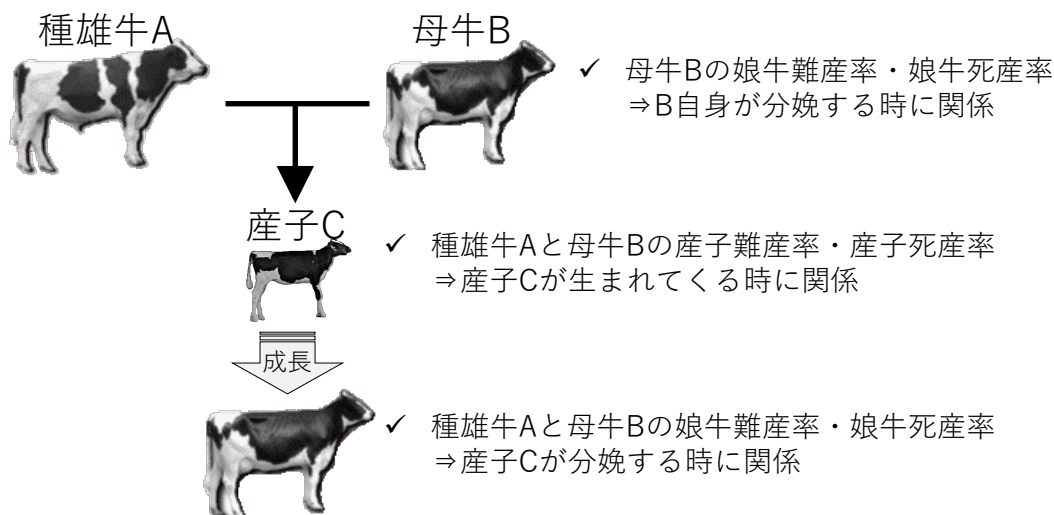 種雄牛A
母牛B
✓ 母牛Bの娘牛難産率・娘牛死産率
⇒B自身が分娩する時に関係
産子C
✓ 種雄牛Aと母牛Bの産子難産率・産子死産率
⇒産子Cが生まれてくる時に関係
成長
✓ 種雄牛Aと母牛Bの娘牛難産率・娘牛死産率
⇒産子Cが分娩する時に関係